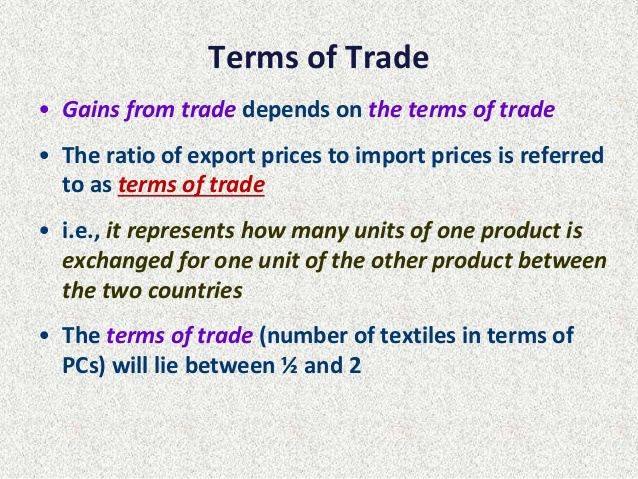 Terms of Trade
• Gains from trade depends on the terms of trade
• The ratio of export prices to import prices is referred
to as terms of trade
• i.e., it represents how many units of one product is
exchanged for one unit of the other product between
the two countries
• The terms of trade (number of textiles in terms of
PCs) will lie between ½ and 2